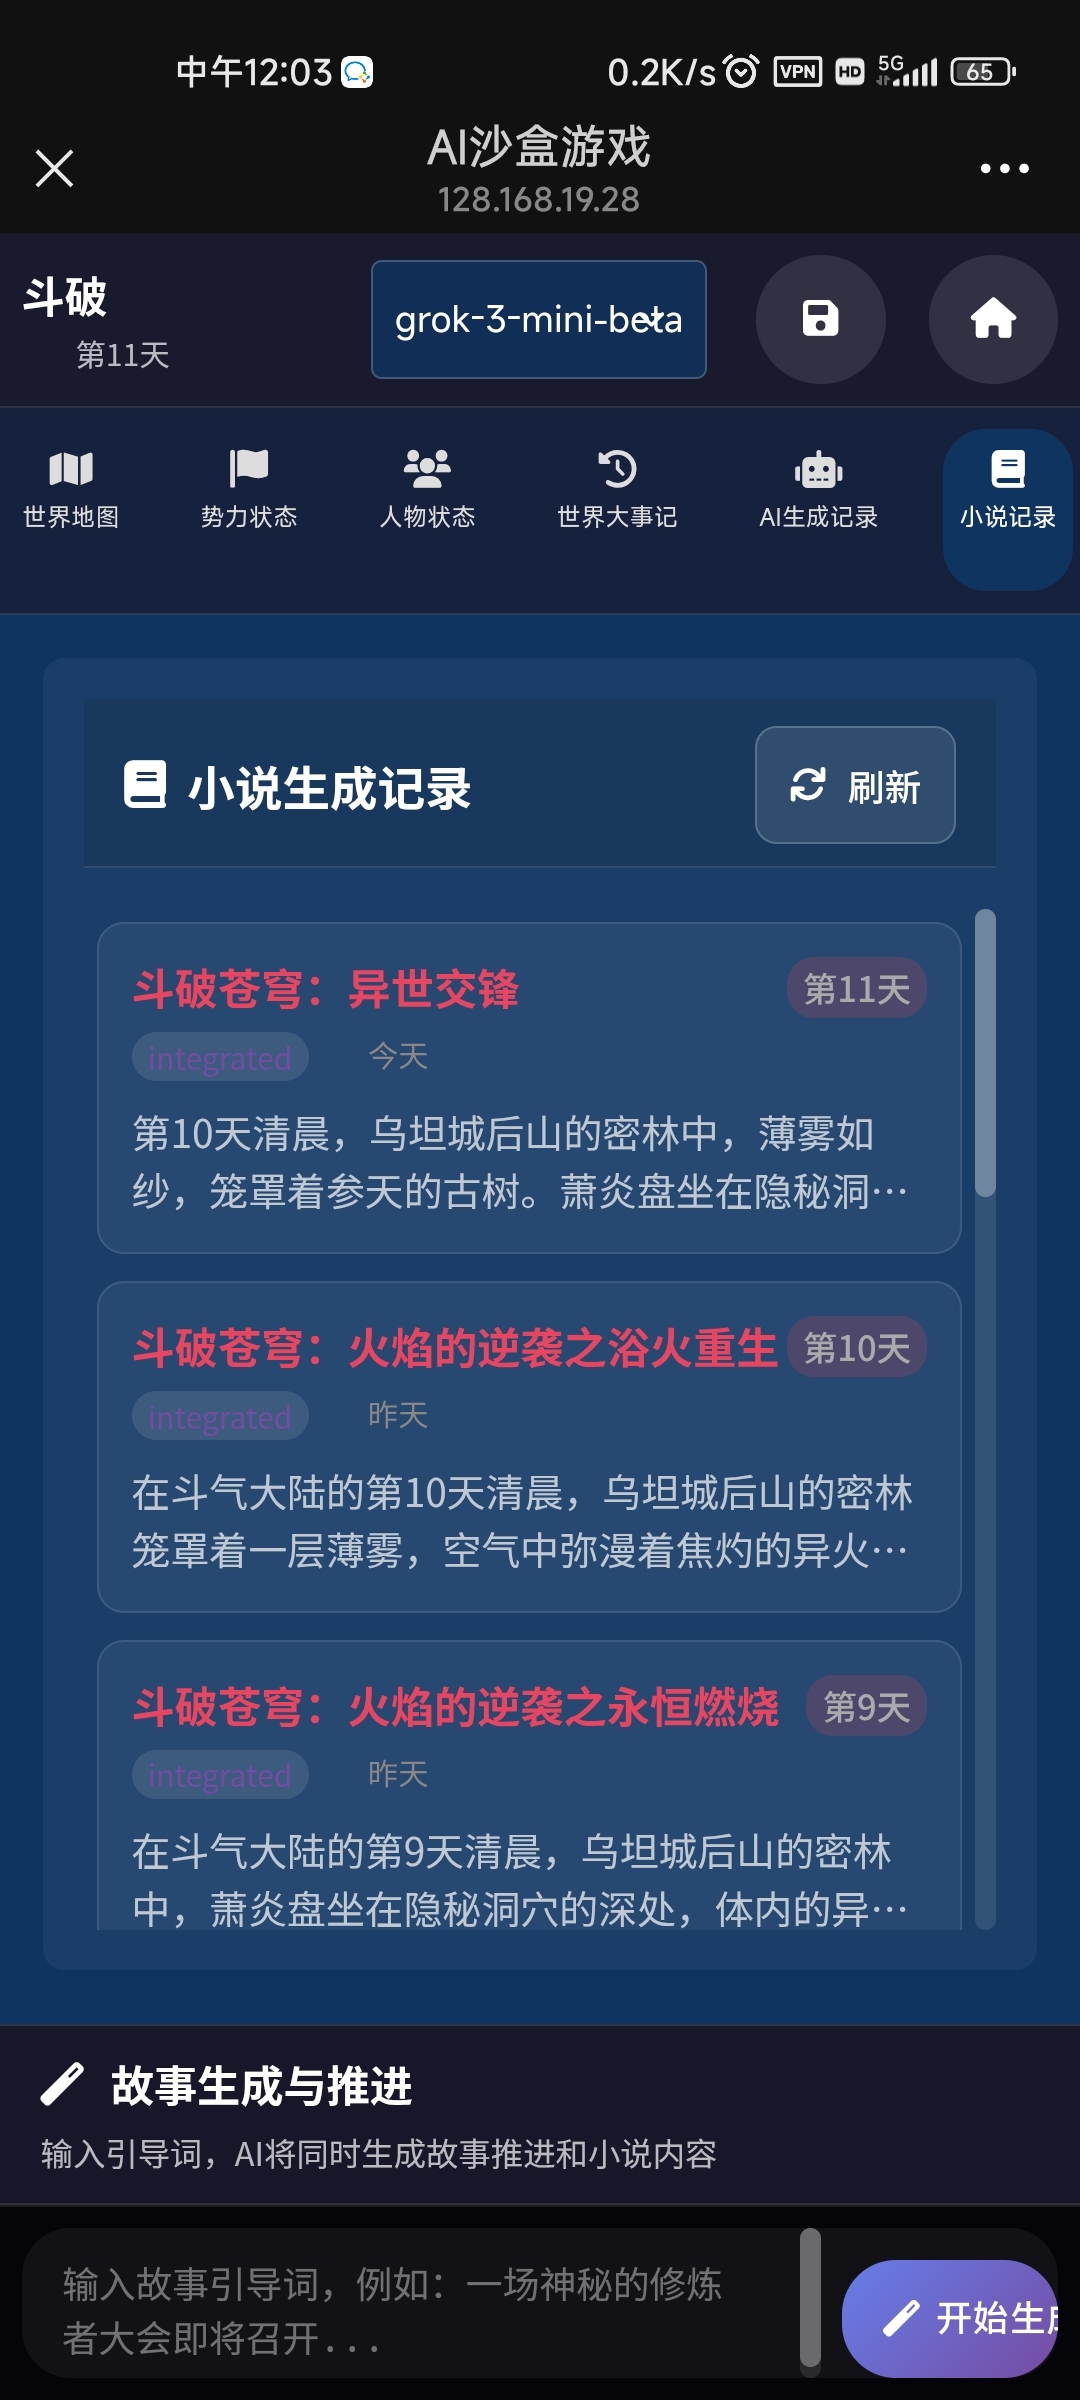 中午12:03
0.2K/s VPN HD 5G 65
AI沙盒游戏
128.168.19.28
斗破
第11天
grok-3-mini-beta
世界地图 势力状态 人物状态 世界大事记 AI生成记录 小说记录
小说生成记录
刷新
斗破苍穹：异世交锋 第11天
integrated 今天
第10天清晨，乌坦城后山的密林中，薄雾如
纱，笼罩着参天的古树。萧炎盘坐在隐秘洞…
斗破苍穹：火焰的逆袭之浴火重生 第10天
integrated 昨天
在斗气大陆的第10天清晨，乌坦城后山的密林
笼罩着一层薄雾，空气中弥漫着焦灼的异火…
斗破苍穹：火焰的逆袭之永恒燃烧 第9天
integrated 昨天
在斗气大陆的第9天清晨，乌坦城后山的密林
中，萧炎盘坐在隐秘洞穴的深处，体内的异…
故事生成与推进
输入引导词，AI将同时生成故事推进和小说内容
输入故事引导词，例如：一场神秘的修炼
者大会即将召开...
开始生成